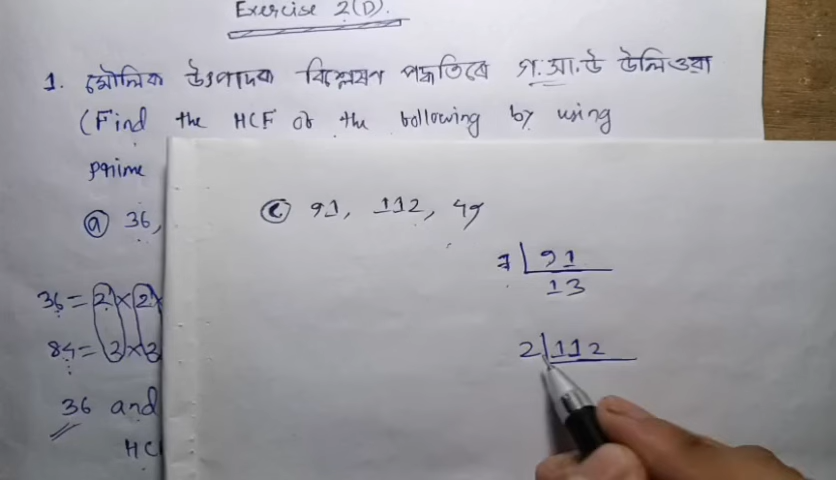 Exercise 2(D).
1. মৌলিক উৎপাদক বিশ্লেষণ পদ্ধতিৰে গ.সা.উ উলিওৱা
(Find the HCF of the following by using
prime
(a) 36,
36 = 2 × 2 ×
84 = 3 × 3
36 and
HC
(c) 91, 112, 49
7 | 91
13
2 | 112